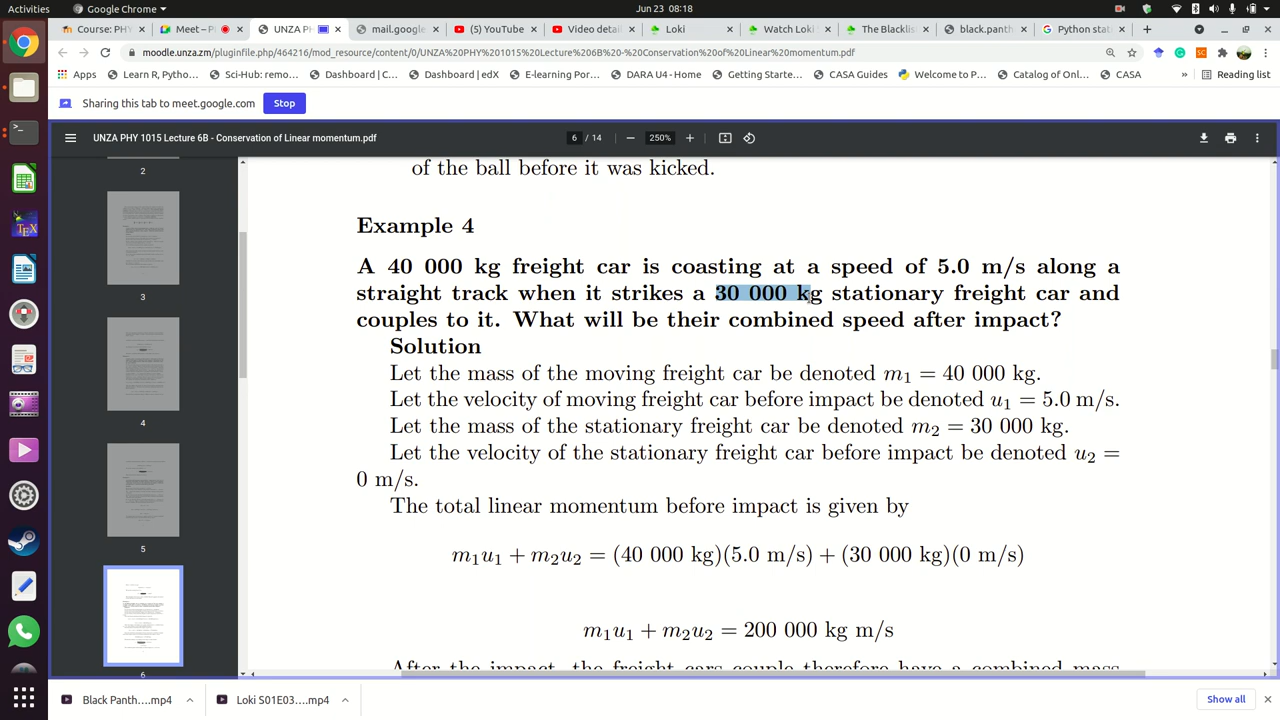 Activities
Google Chrome
Jun 23 08:18
Course: PHY
Meet –
UNZA P
mail.google
(5) YouTube
Video detail
Loki
Watch Loki
The Blacklis
black.panth
Python stat
moodle.unza.zm/pluginfile.php/464216/mod_resource/content/0/UNZA%20PHY%201015%20Lecture%206B%20-%20Conservation%20of%20Linear%20momentum.pdf
Apps
Learn R, Pytho...
Sci-Hub: remo...
Dashboard | C...
Dashboard | edX
E-learning Por...
DARA U4 - Home
Getting Starte...
CASA Guides
Welcome to P...
Catalog of Onl...
CASA
»
Reading list
Sharing this tab to meet.google.com
Stop
UNZA PHY 1015 Lecture 6B - Conservation of Linear momentum.pdf
6 / 14
250%
2
3
4
5
6
of the ball before it was kicked.
Example 4
A 40 000 kg freight car is coasting at a speed of 5.0 m/s along a
straight track when it strikes a 30 000 kg stationary freight car and
couples to it. What will be their combined speed after impact?
Solution
Let the mass of the moving freight car be denoted m₁ = 40 000 kg.
Let the velocity of moving freight car before impact be denoted u₁ = 5.0 m/s.
Let the mass of the stationary freight car be denoted m₂ = 30 000 kg.
Let the velocity of the stationary freight car before impact be denoted u₂ =
0 m/s.
The total linear momentum before impact is given by
m₁u₁ + m₂u₂ = (40 000 kg)(5.0 m/s) + (30 000 kg)(0 m/s)
m₁u₁ + m₂u₂ = 200 000 kg m/s
After the impact, the freight cars couple therefore have a combined mass
Black Panth....mp4
Loki S01E03....mp4
Show all